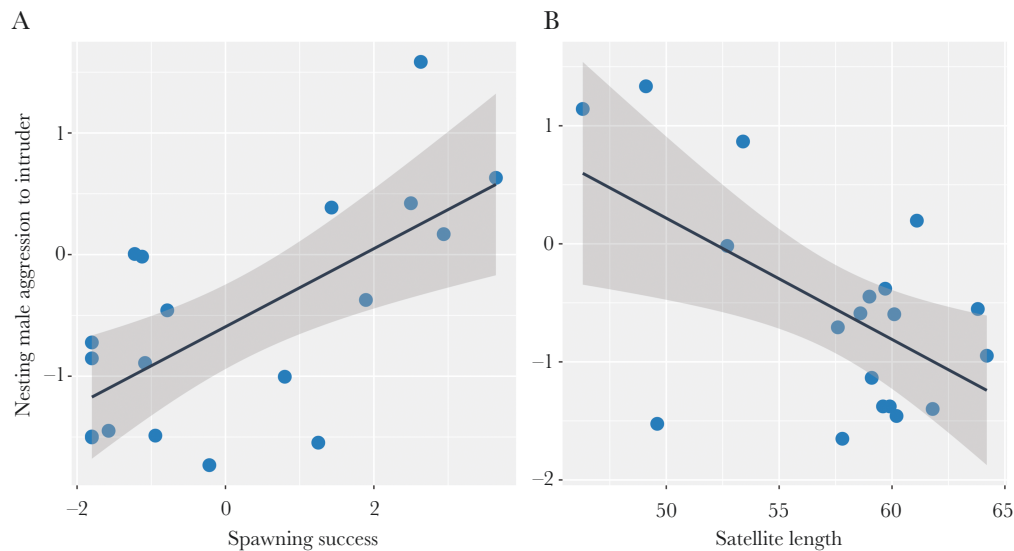 A
B
Nesting male aggression to intruder
1
0
−1
−2
0
2
Spawning success
1
0
−1
−2
50
55
60
65
Satellite length